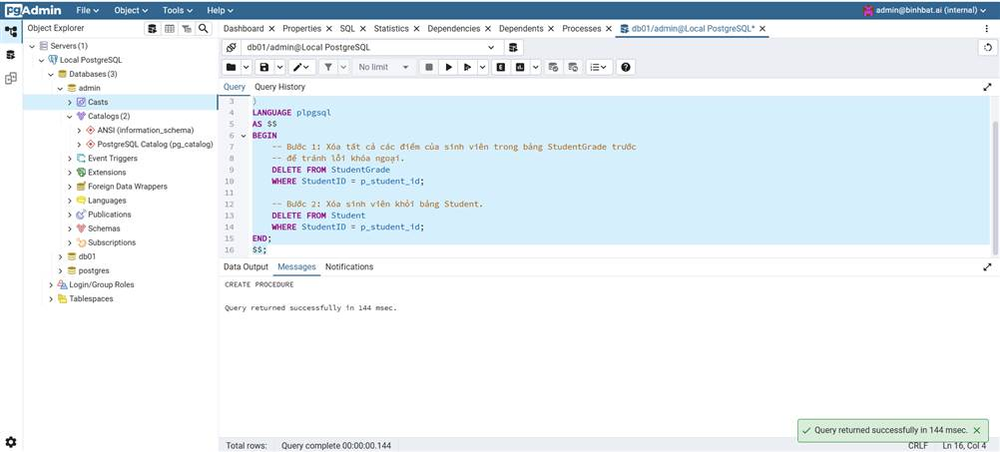 pgAdmin File Object Tools Help admin@binhbat.ai (internal)
Object Explorer
Dashboard Properties SQL Statistics Dependencies Dependents Processes db01/admin@Local PostgreSQL*
Servers (1)
Local PostgreSQL
Databases (3)
admin
Casts
Catalogs (2)
ANSI (information_schema)
PostgreSQL Catalog (pg_catalog)
Event Triggers
Extensions
Foreign Data Wrappers
Languages
Publications
Schemas
Subscriptions
db01
postgres
Login/Group Roles
Tablespaces
db01/admin@Local PostgreSQL
No limit
E
Query Query History
3 )
4 LANGUAGE plpgsql
5 AS $$
6 BEGIN
7 -- Bước 1: Xóa tất cả các điểm của sinh viên trong bảng StudentGrade trước
8 -- để tránh lỗi khóa ngoại.
9 DELETE FROM StudentGrade
10 WHERE StudentID = p_student_id;
11
12 -- Bước 2: Xóa sinh viên khỏi bảng Student.
13 DELETE FROM Student
14 WHERE StudentID = p_student_id;
15 END;
16 $$;
Data Output Messages Notifications
CREATE PROCEDURE
Query returned successfully in 144 msec.
Query returned successfully in 144 msec.
Total rows: Query complete 00:00:00.144 CRLF Ln 16, Col 4